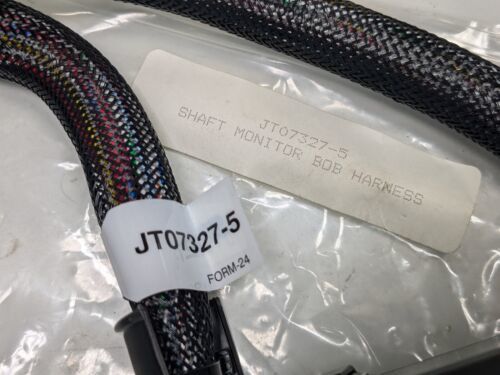 JT07327-5
SHAFT MONITOR BOB HARNESS
JT07327-5
FORM-24